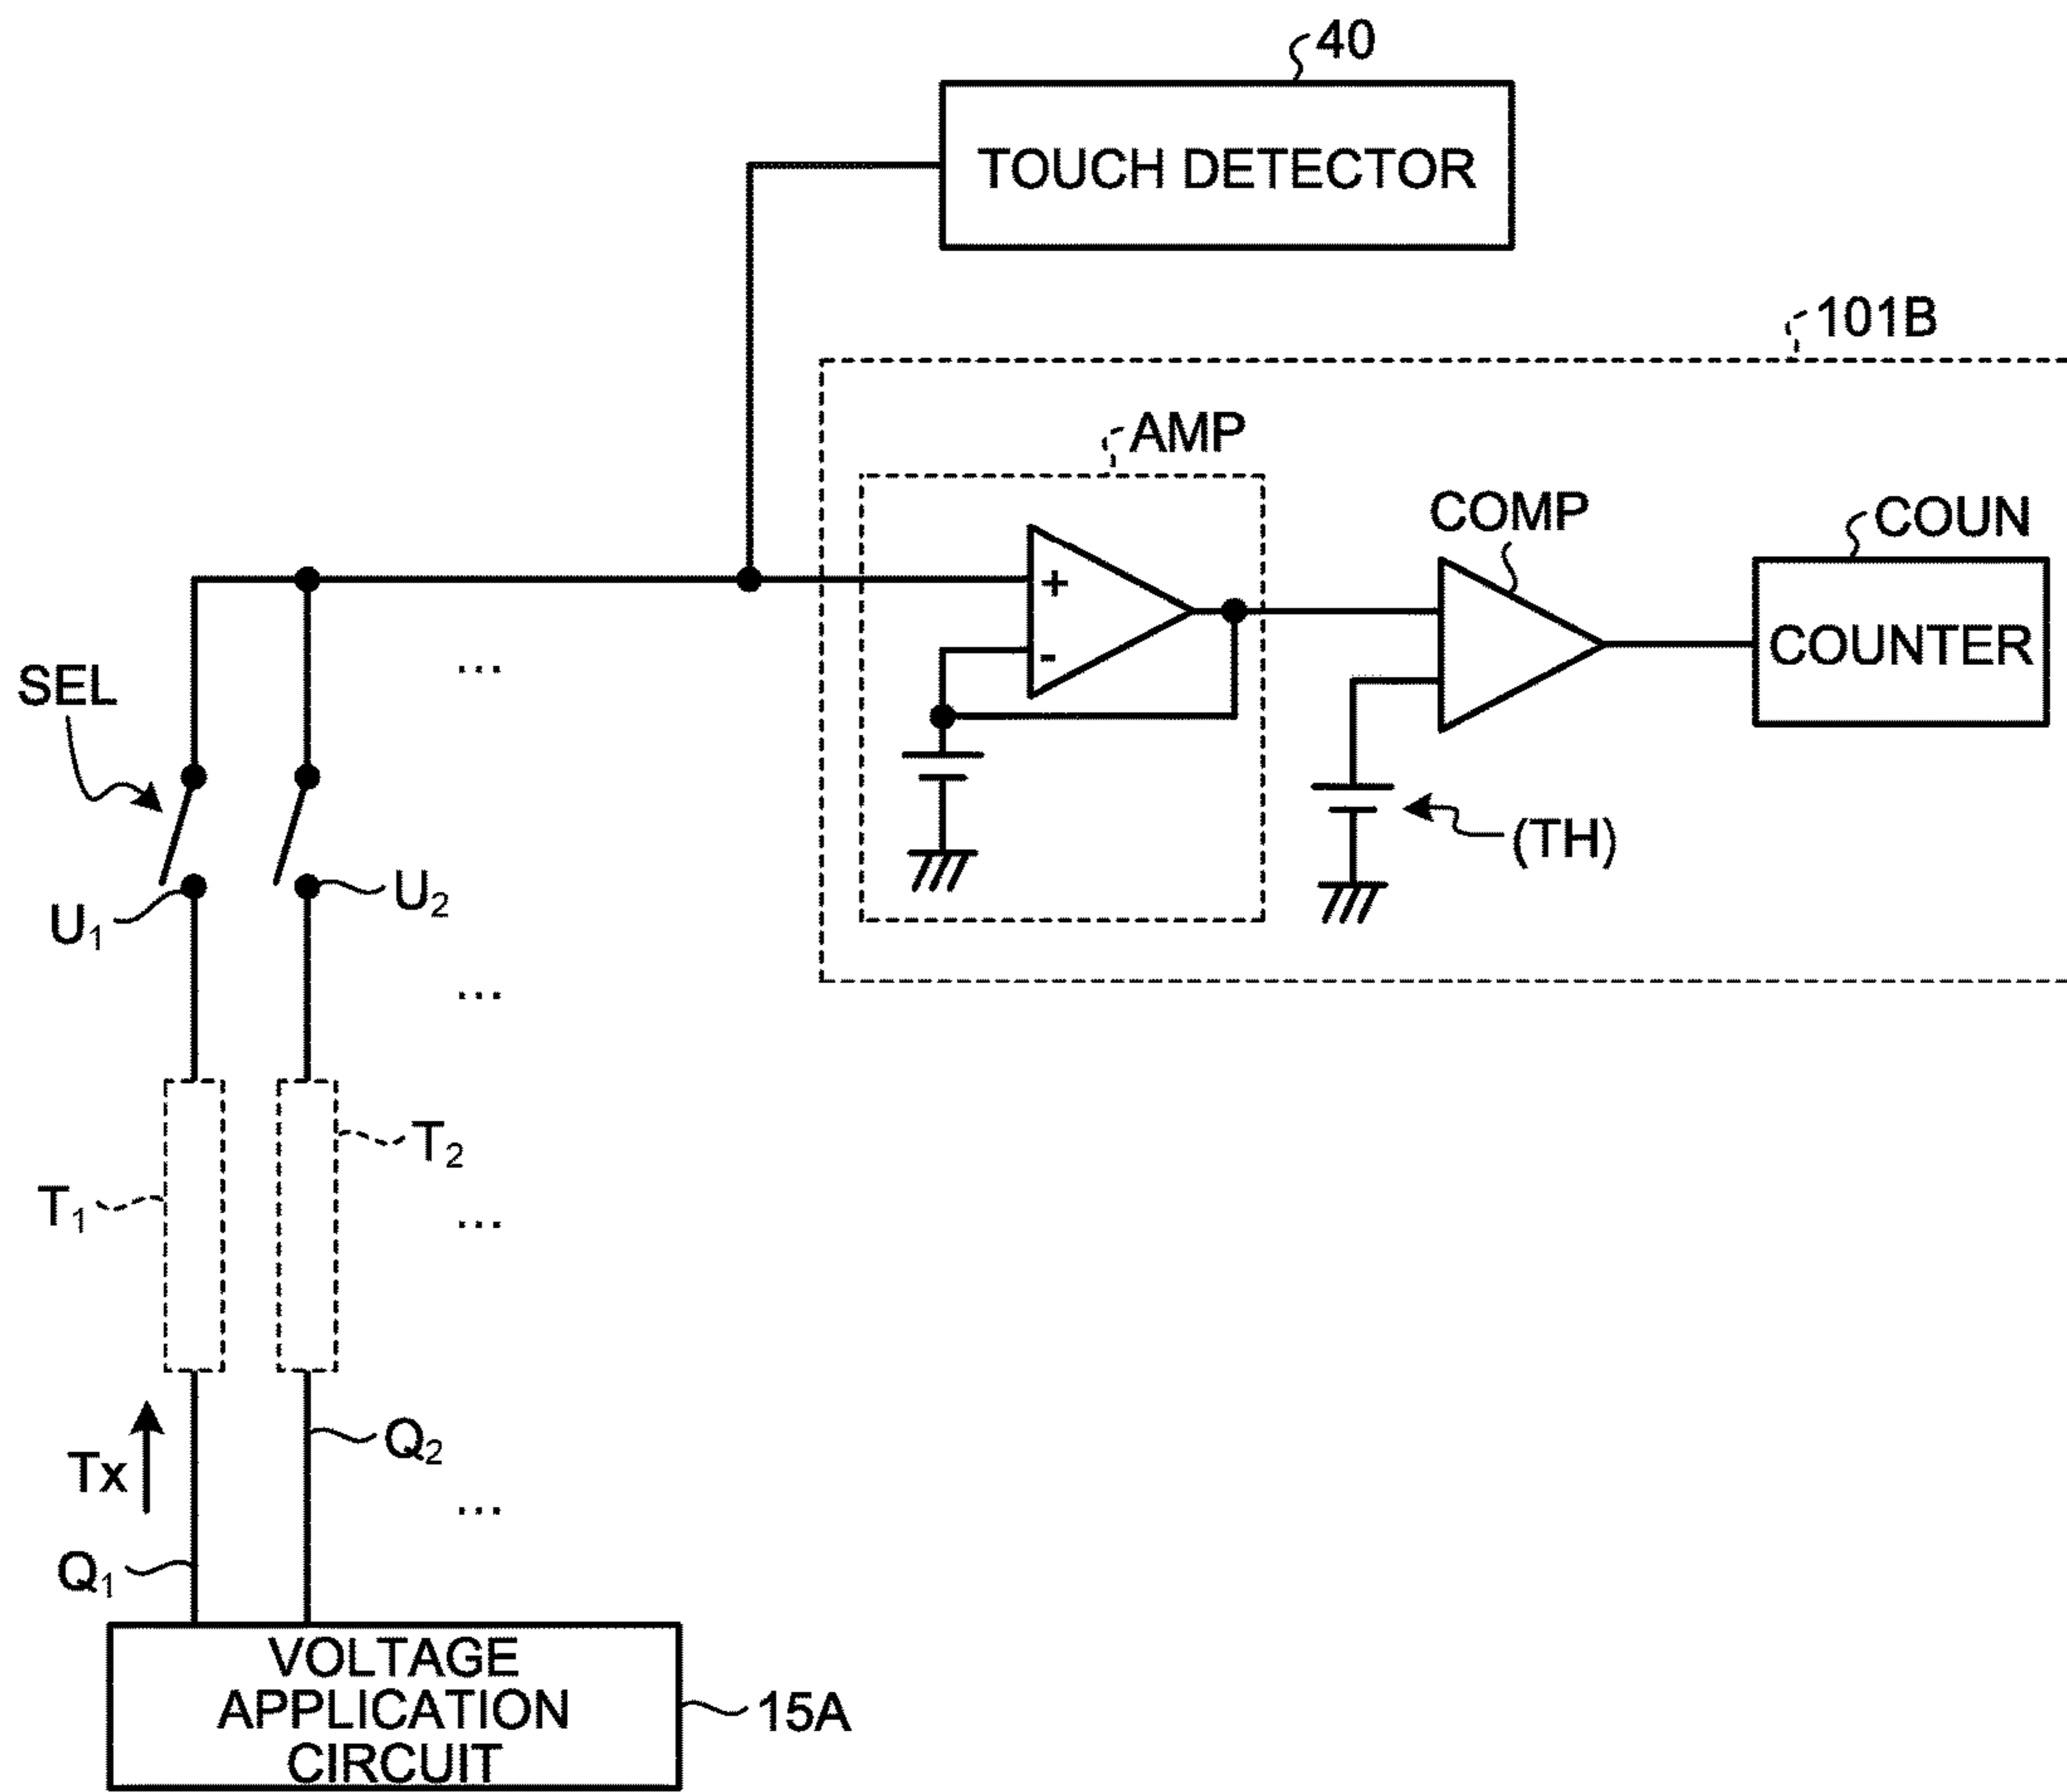 40
TOUCH DETECTOR
101B
AMP
COMP
COUN
+
-
COUNTER
...
SEL
(TH)
U₁
U₂
...
T₂
T₁
...
Tx
Q₂
...
Q₁
VOLTAGE
APPLICATION
CIRCUIT
15A